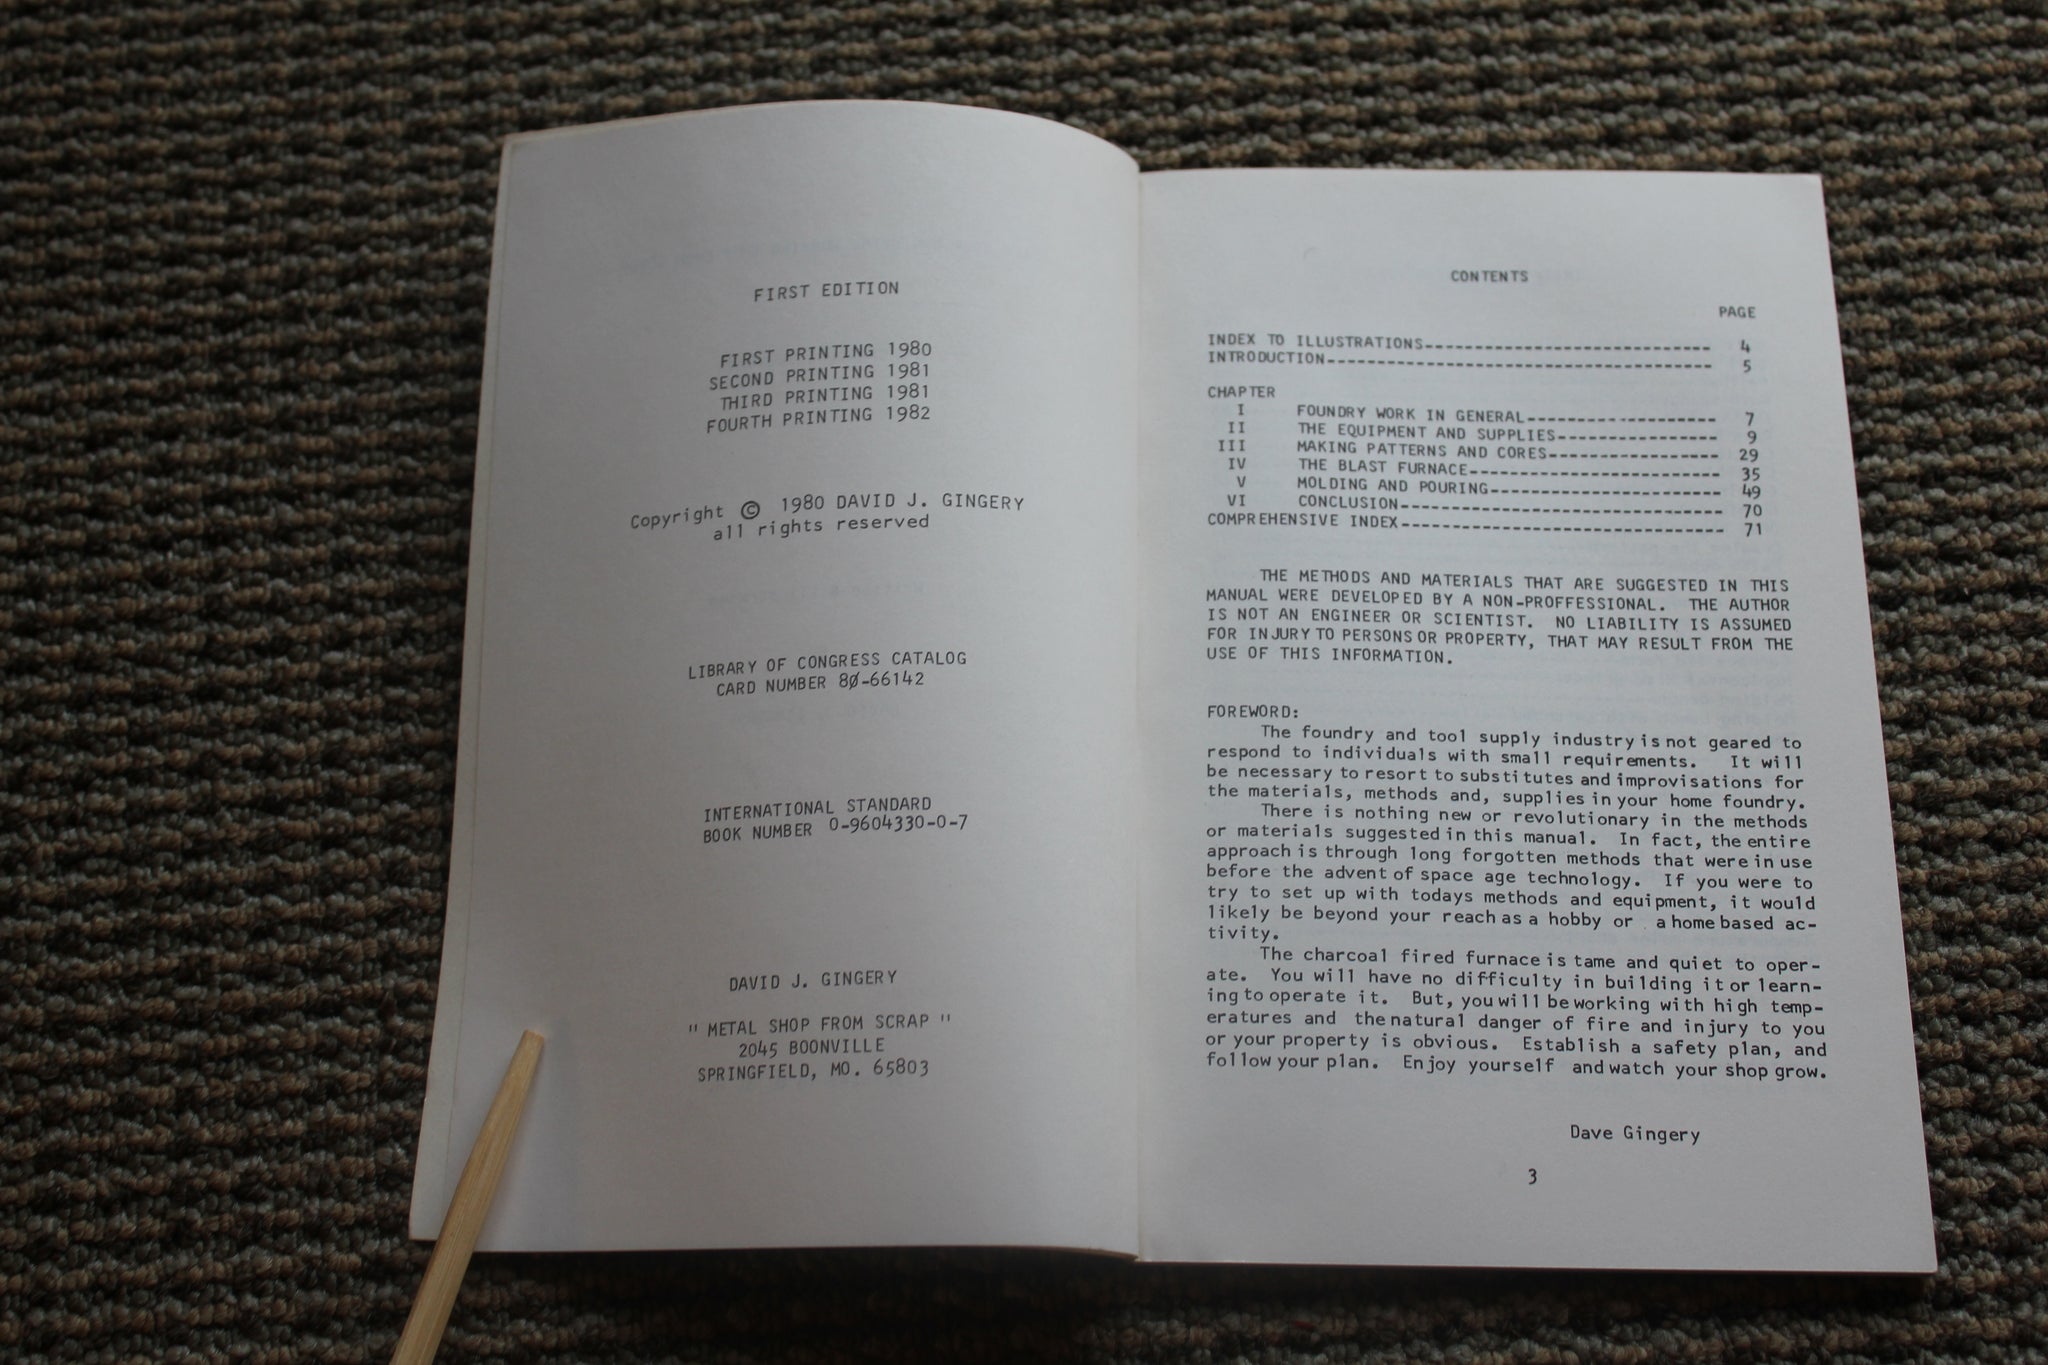 FIRST EDITION
FIRST PRINTING 1980
SECOND PRINTING 1981
THIRD PRINTING 1981
FOURTH PRINTING 1982
Copyright © 1980 DAVID J. GINGERY
all rights reserved
LIBRARY OF CONGRESS CATALOG
CARD NUMBER 8Ø-66142
INTERNATIONAL STANDARD
BOOK NUMBER 0-9604330-0-7
DAVID J. GINGERY
" METAL SHOP FROM SCRAP "
2045 BOONVILLE
SPRINGFIELD, MO. 65803
CONTENTS
PAGE
INDEX TO ILLUSTRATIONS-------------------------------- 4
INTRODUCTION------------------------------------------- 5
CHAPTER
I FOUNDRY WORK IN GENERAL--------------------- 7
II THE EQUIPMENT AND SUPPLIES------------------ 9
III MAKING PATTERNS AND CORES------------------- 29
IV THE BLAST FURNACE---------------------------- 35
V MOLDING AND POURING-------------------------- 49
VI CONCLUSION------------------------------------ 70
COMPREHENSIVE INDEX------------------------------------ 71
THE METHODS AND MATERIALS THAT ARE SUGGESTED IN THIS
MANUAL WERE DEVELOPED BY A NON-PROFFESSIONAL. THE AUTHOR
IS NOT AN ENGINEER OR SCIENTIST. NO LIABILITY IS ASSUMED
FOR INJURY TO PERSONS OR PROPERTY, THAT MAY RESULT FROM THE
USE OF THIS INFORMATION.
FOREWORD:
The foundry and tool supply industry is not geared to
respond to individuals with small requirements. It will
be necessary to resort to substitutes and improvisations for
the materials, methods and, supplies in your home foundry.
There is nothing new or revolutionary in the methods
or materials suggested in this manual. In fact, the entire
approach is through long forgotten methods that were in use
before the advent of space age technology. If you were to
try to set up with todays methods and equipment, it would
likely be beyond your reach as a hobby or a home based ac-
tivity.
The charcoal fired furnace is tame and quiet to oper-
ate. You will have no difficulty in building it or learn-
ing to operate it. But, you will be working with high temp-
eratures and the natural danger of fire and injury to you
or your property is obvious. Establish a safety plan, and
follow your plan. Enjoy yourself and watch your shop grow.
Dave Gingery
3